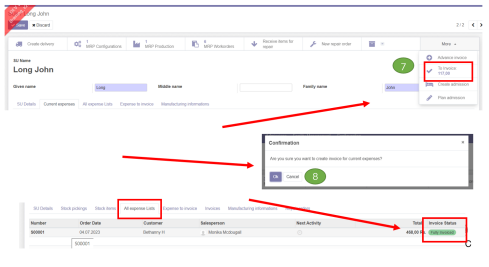 Long John
Save ✖ Discard
2 / 2
Create delivery
1
MRP Configurations
1
MRP Production
0
MRP Workorders
Receive items for repair
New repair order
More
Advance invoice
To invoice
Create admission
Plan admission
7
SU Name
Long John
Given name
Long
Middle name
Family name
John
SU Details Current expenses All expense Lists Expense to invoice Manufacturing informations
Confirmation ×
Are you sure you want to create invoice for current expenses?
Ok Cancel 8
SU Details Stock pickings Stock items All expense Lists Expense to invoice Invoices Manufacturing informations
Number Order Date Customer Salesperson Next Activity Total Invoice Status
S00001 04.07.2023 Bethanny H Monika Mcdougall 460,00 Fully Invoiced
S00001
C